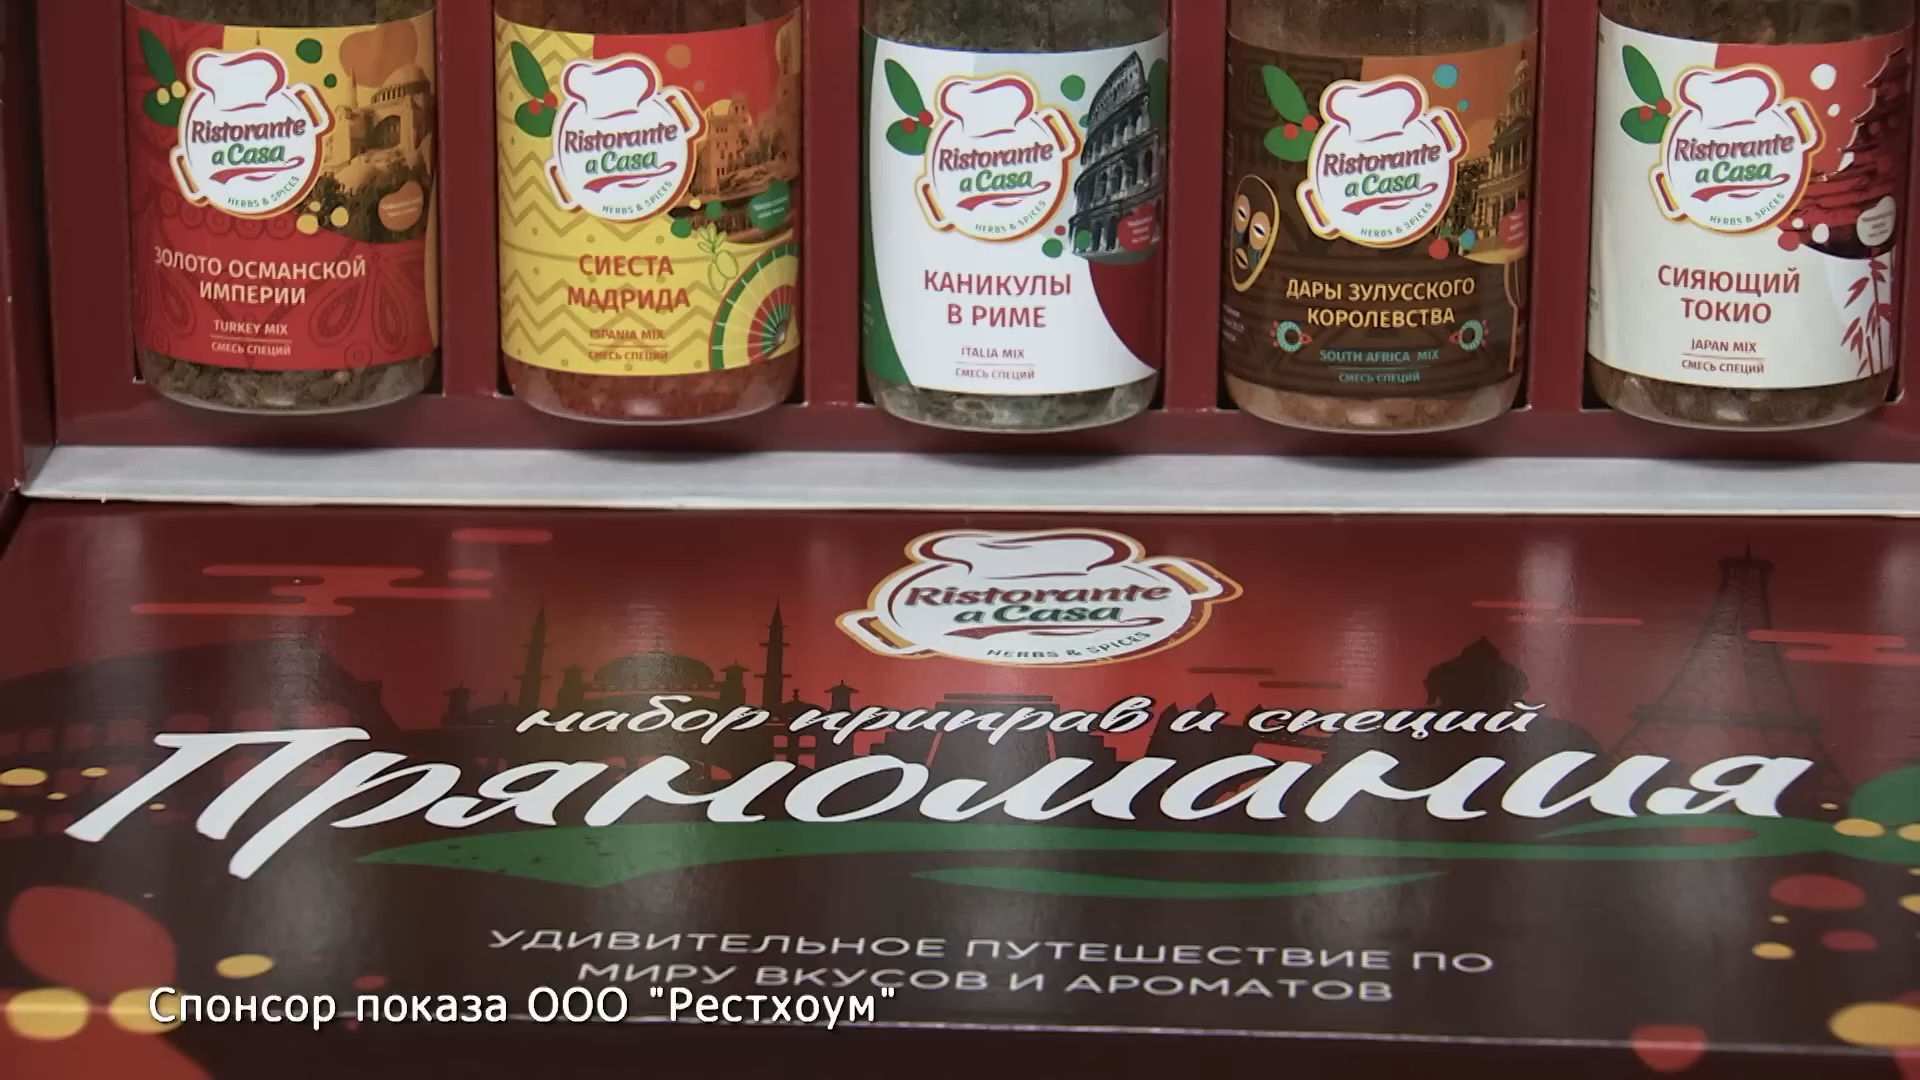 Ristorante
a Casa
HERBS & SPICES
ЗОЛОТО ОСМАНСКОЙ
ИМПЕРИИ
TURKEY MIX
СМЕСЬ СПЕЦИЙ
Ristorante
a Casa
HERBS & SPICES
СИЕСТА
МАДРИДА
ISPANIA MIX
СМЕСЬ СПЕЦИЙ
Ristorante
a Casa
HERBS & SPICES
КАНИКУЛЫ
В РИМЕ
ITALIA MIX
СМЕСЬ СПЕЦИЙ
Ristorante
a Casa
HERBS & SPICES
ДАРЫ ЗУЛУССКОГО
КОРОЛЕВСТВА
SOUTH AFRICA MIX
СМЕСЬ СПЕЦИЙ
Ristorante
a Casa
HERBS & SPICES
СИЯЮЩИЙ
ТОКИО
JAPAN MIX
СМЕСЬ СПЕЦИЙ
Ristorante
a Casa
HERBS & SPICES
набор приправ и специй
Пряномания
УДИВИТЕЛЬНОЕ ПУТЕШЕСТВИЕ ПО
МИРУ ВКУСОВ И АРОМАТОВ
Спонсор показа ООО "Рестхоум"